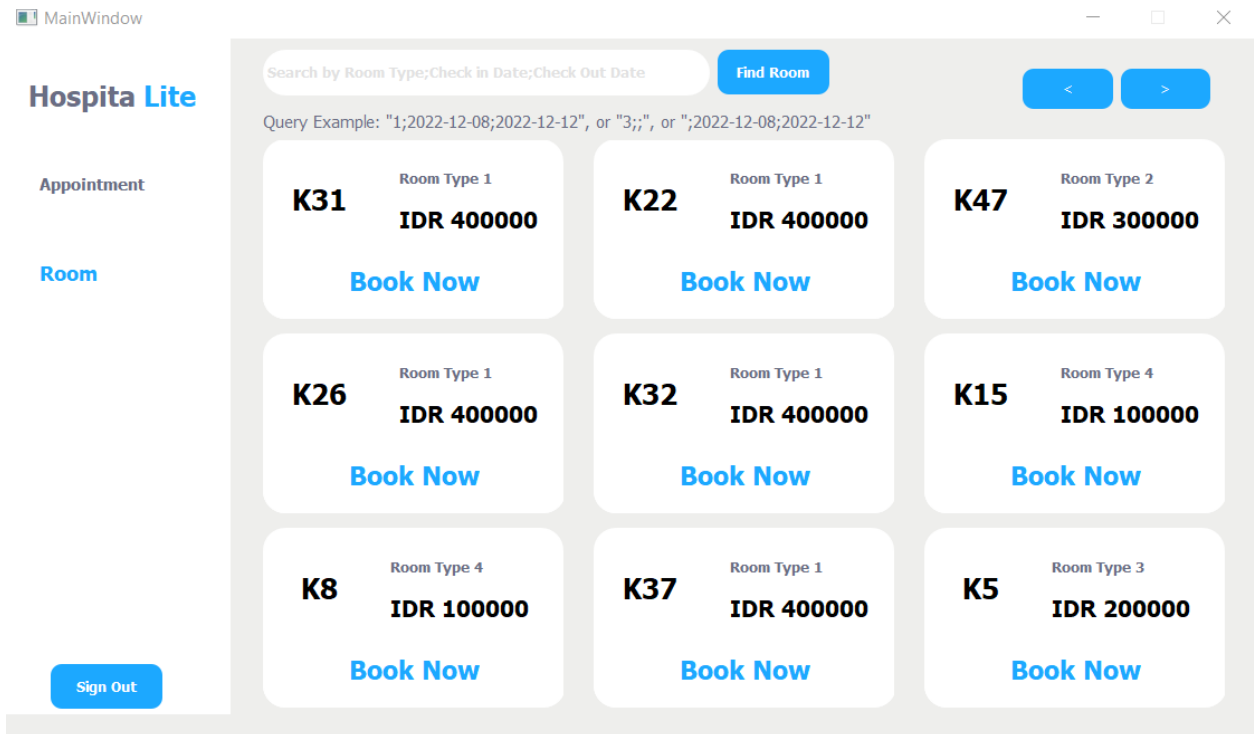 MainWindow
Hospita Lite
Appointment
Room
Sign Out
Search by Room Type;Check in Date;Check Out Date
Find Room
<
>
Query Example: "1;2022-12-08;2022-12-12", or "3;;", or ";2022-12-08;2022-12-12"
K31
Room Type 1
IDR 400000
Book Now
K22
Room Type 1
IDR 400000
Book Now
K47
Room Type 2
IDR 300000
Book Now
K26
Room Type 1
IDR 400000
Book Now
K32
Room Type 1
IDR 400000
Book Now
K15
Room Type 4
IDR 100000
Book Now
K8
Room Type 4
IDR 100000
Book Now
K37
Room Type 1
IDR 400000
Book Now
K5
Room Type 3
IDR 200000
Book Now